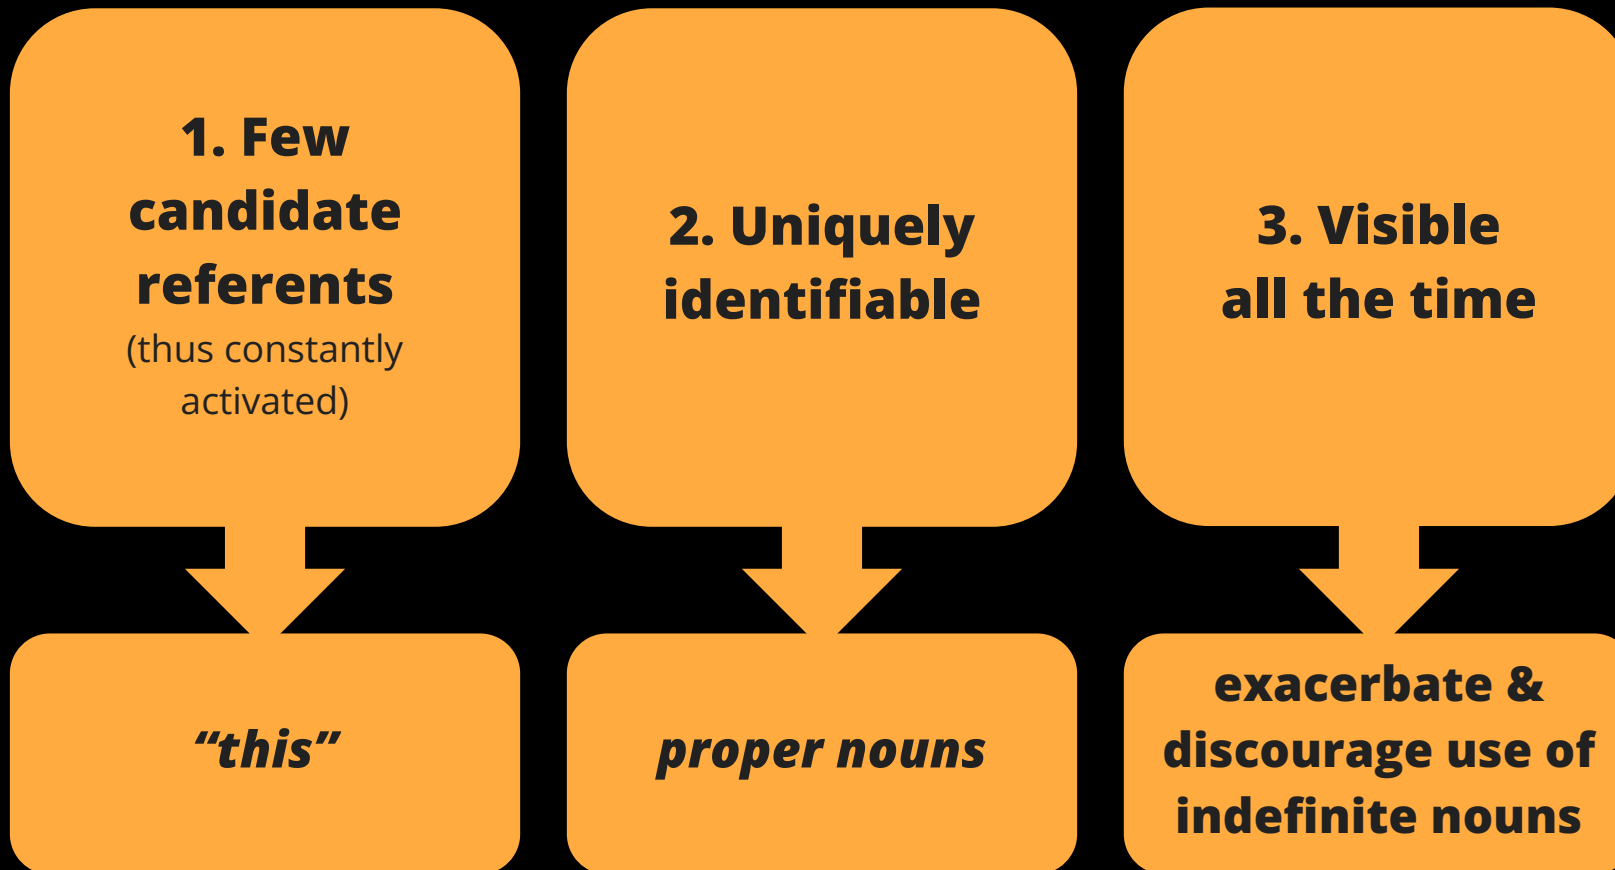 1. Few
candidate
referents
(thus constantly
activated)
“this”
2. Uniquely
identifiable
proper nouns
3. Visible
all the time
exacerbate &
discourage use of
indefinite nouns